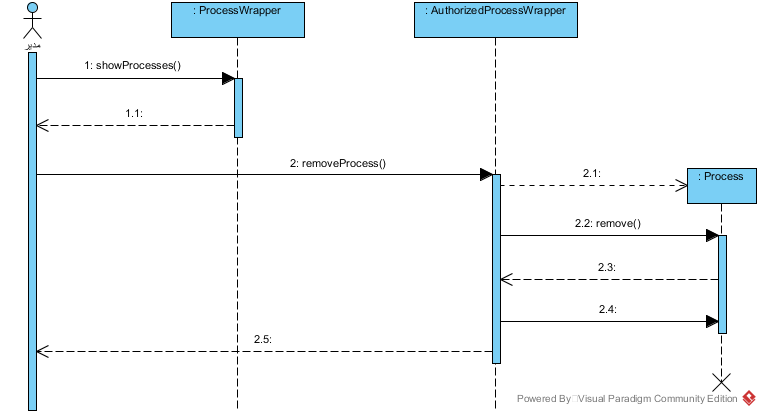 : ProcessWrapper
: AuthorizedProcessWrapper
مدیر
1: showProcesses()
1.1:
2: removeProcess()
2.1:
: Process
2.2: remove()
2.3:
2.4:
2.5:
Powered By Visual Paradigm Community Edition